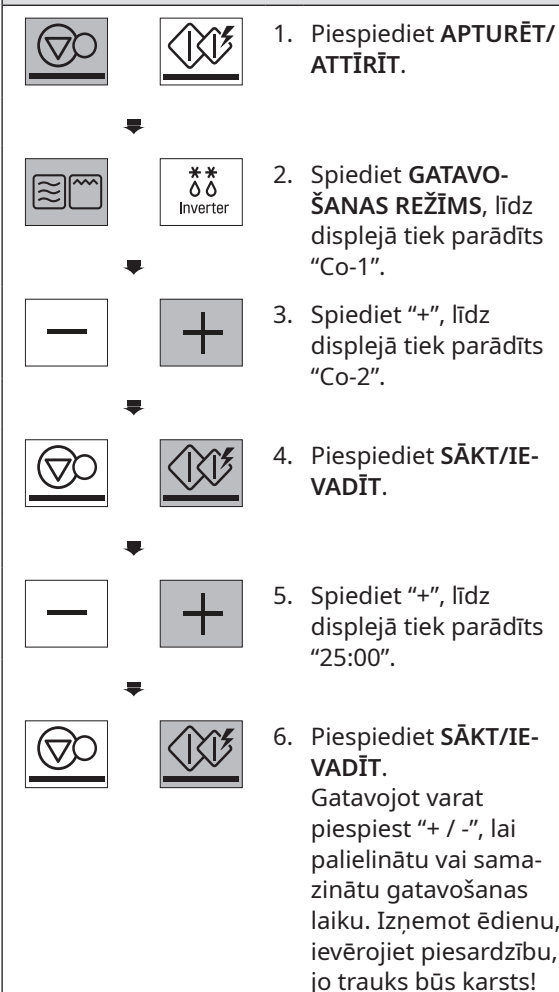 1. Piespiediet APTURĒT/
ATTĪRĪT.
2. Spiediet GATAVO-
ŠANAS REŽĪMS, līdz
displejā tiek parādīts
“Co-1”.
Inverter
3. Spiediet “+”, līdz
displejā tiek parādīts
“Co-2”.
4. Piespiediet SĀKT/IE-
VADĪT.
5. Spiediet “+”, līdz
displejā tiek parādīts
“25:00”.
6. Piespiediet SĀKT/IE-
VADĪT.
Gatavojot varat
piespiest “+ / -”, lai
palielinātu vai sama-
zinātu gatavošanas
laiku. Izņemot ēdienu,
ievērojiet piesardzību,
jo trauks būs karsts!